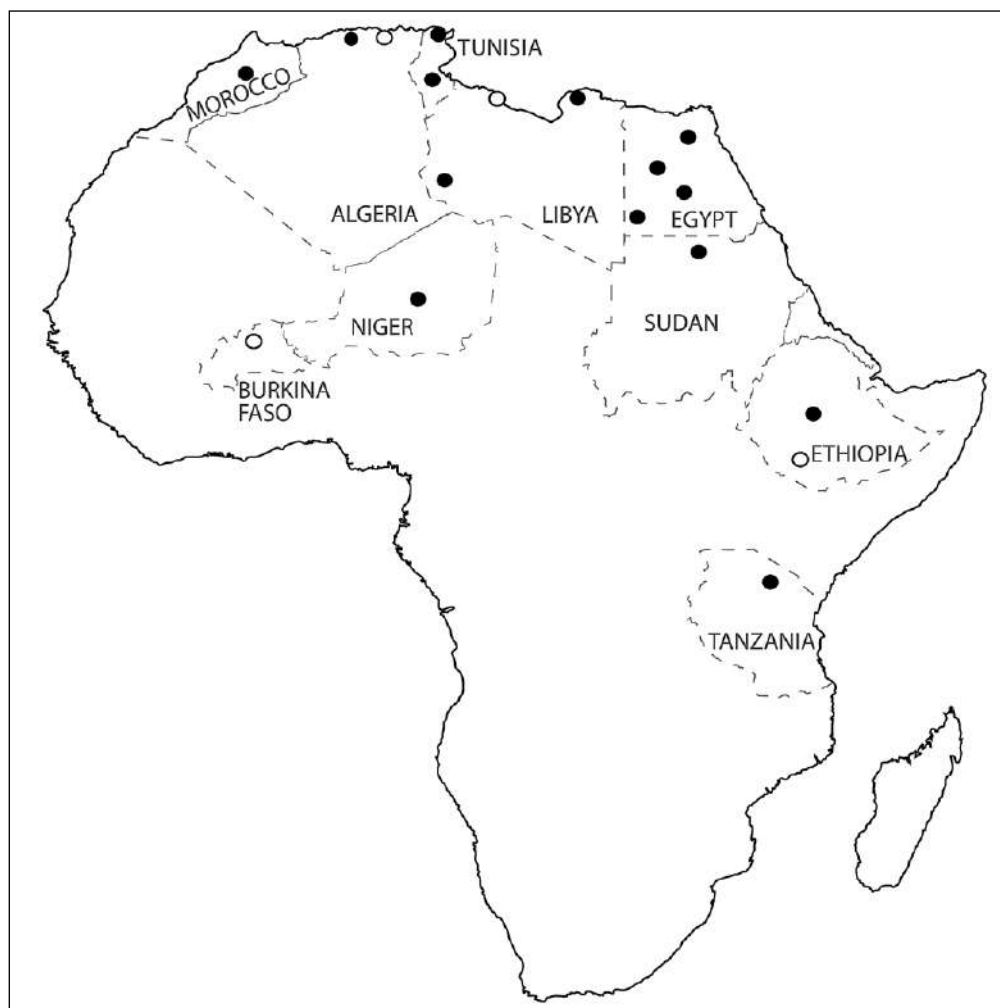 TUNISIA
MOROCCO
ALGERIA
LIBYA
EGYPT
NIGER
SUDAN
BURKINA
FASO
ETHIOPIA
TANZANIA